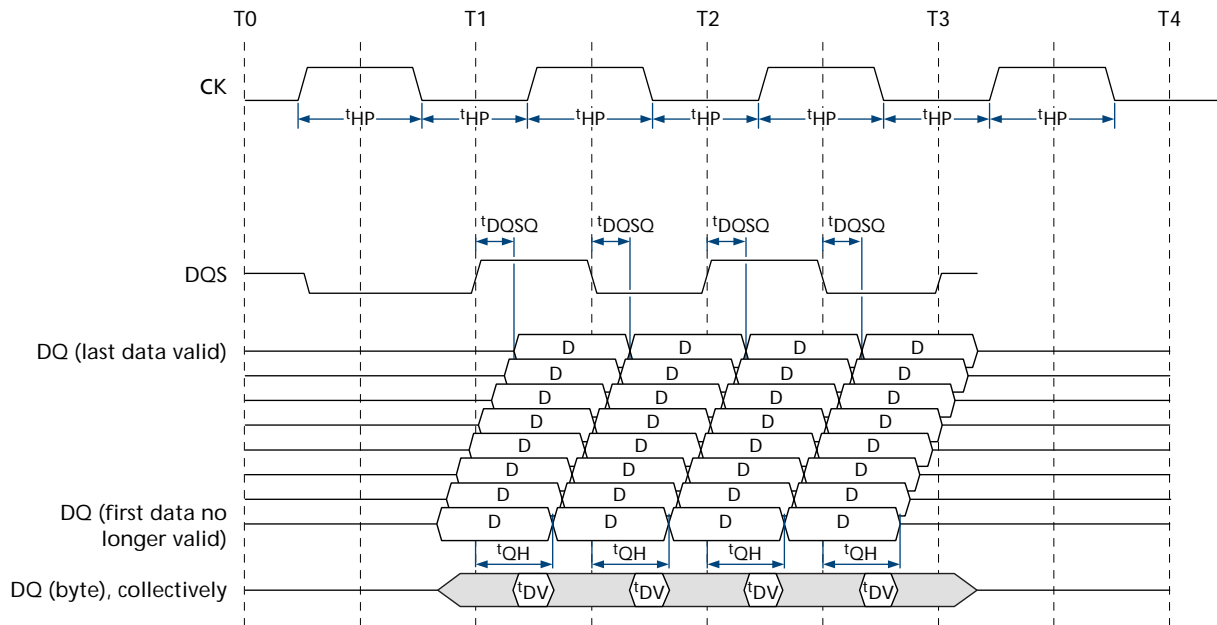 T0 T1 T2 T3 T4
CK
tHP tHP tHP tHP tHP tHP tHP
tDQSQ tDQSQ tDQSQ tDQSQ
DQS
DQ (last data valid)
D D D D
D D D D
D D D D
D D D D
D D D D
D D D D
D D D D
DQ (first data no
longer valid)
D D D D
tQH tQH tQH tQH
DQ (byte), collectively
tDV tDV tDV tDV